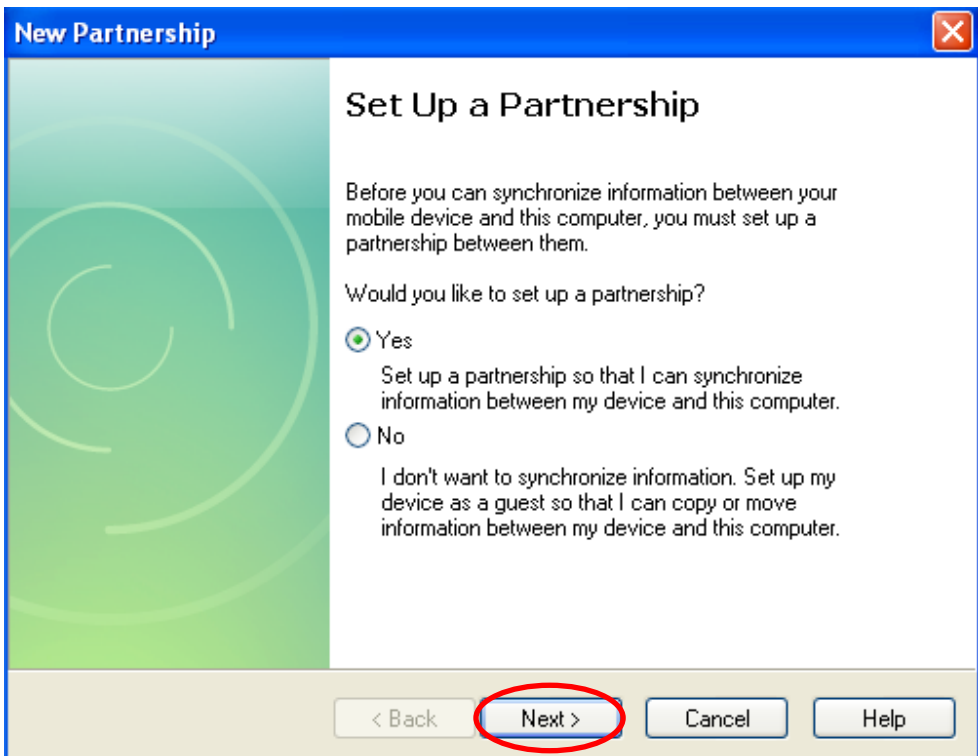 New Partnership
Set Up a Partnership
Before you can synchronize information between your
mobile device and this computer, you must set up a
partnership between them.
Would you like to set up a partnership?
Yes
Set up a partnership so that I can synchronize
information between my device and this computer.
No
I don't want to synchronize information. Set up my
device as a guest so that I can copy or move
information between my device and this computer.
< Back Next > Cancel Help